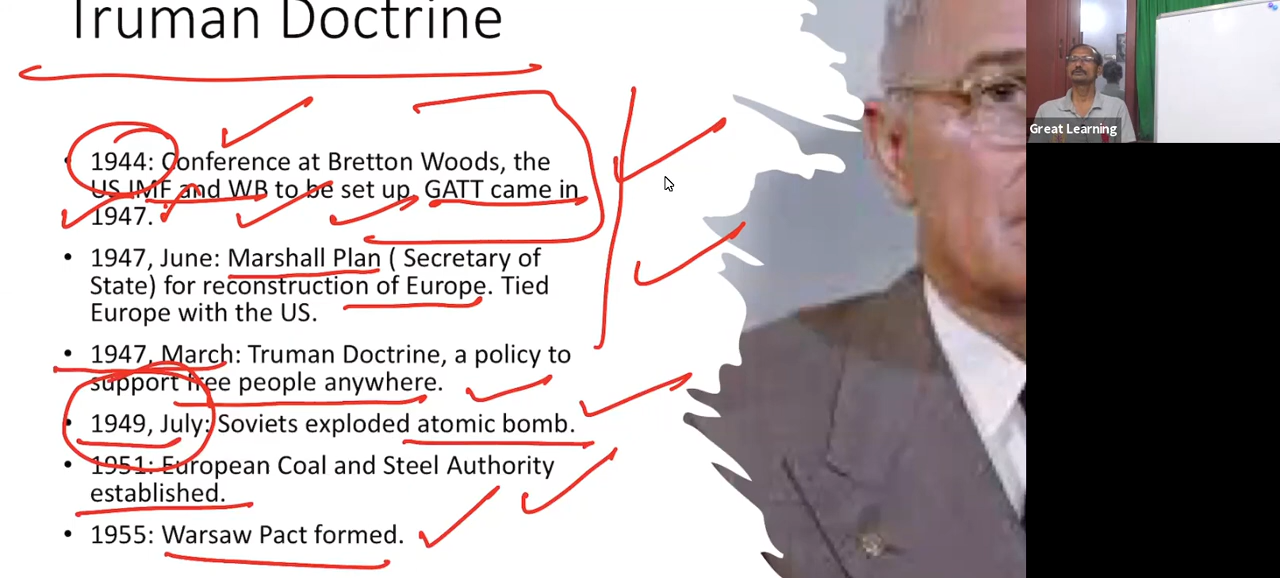 Truman Doctrine
• 1944: Conference at Bretton Woods, the
US IMF and WB to be set up, GATT came in
1947.
• 1947, June: Marshall Plan ( Secretary of
State) for reconstruction of Europe. Tied
Europe with the US.
• 1947, March: Truman Doctrine, a policy to
support free people anywhere.
• 1949, July: Soviets exploded atomic bomb.
• 1951: European Coal and Steel Authority
established.
• 1955: Warsaw Pact formed.
Great Learning